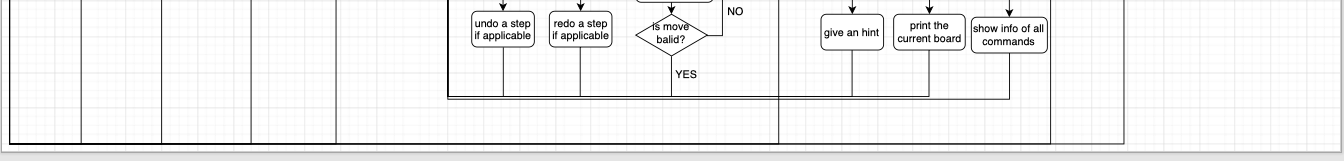 NO
undo a step
if applicable
redo a step
if applicable
is move
balid?
give an hint
print the
current board
show info of all
commands
YES